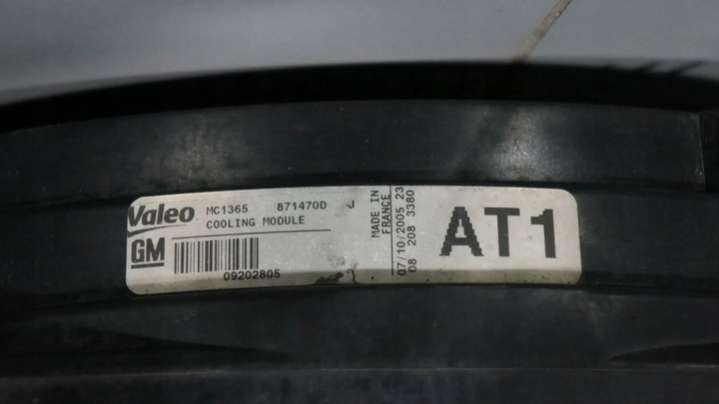 Valeo MC1365 871470D J
COOLING MODULE
GM
09202805
MADE IN
FRANCE
07/10/2005 23
08 208 3380
AT1